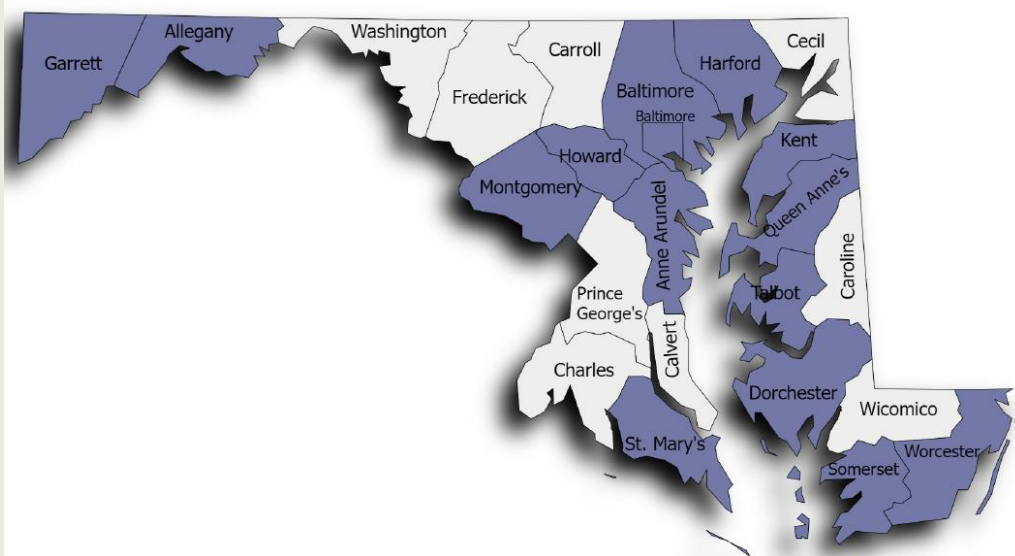 Garrett
Allegany
Washington
Frederick
Carroll
Baltimore
Baltimore
Harford
Cecil
Kent
Queen Anne's
Howard
Montgomery
Anne Arundel
Caroline
Talbot
Prince
George's
Calvert
Charles
St. Mary's
Dorchester
Wicomico
Somerset
Worcester